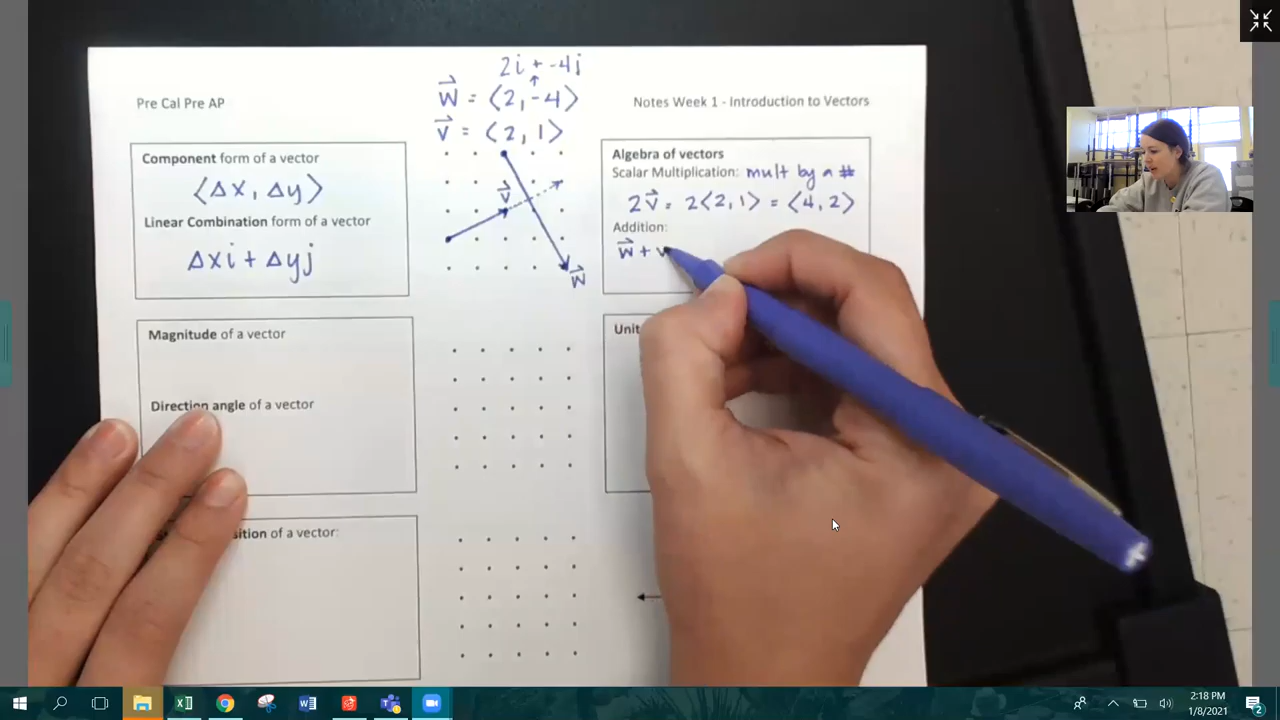 2i + -4j
w = ⟨2, -4⟩
v = ⟨2, 1⟩
Pre Cal Pre AP
Notes Week 1 - Introduction to Vectors
Component form of a vector
⟨Δx, Δy⟩
Linear Combination form of a vector
Δxi + Δyj
v
w
Algebra of vectors
Scalar Multiplication: mult by a #
2v = 2⟨2, 1⟩ = ⟨4, 2⟩
Addition:
w + v
Magnitude of a vector
Direction angle of a vector
Unit
of a vector:
2:18 PM
1/8/2021
2